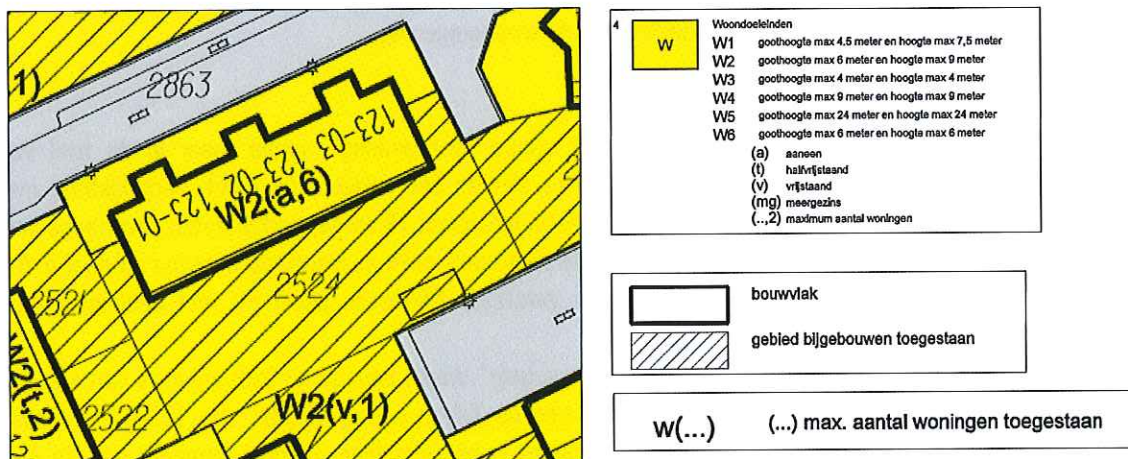 1)
2863
123-03
123-03
123-02
123-01
W2(a,6)
2524
2521
2522
W2(t,2)
W2(v,1)
4
W
Woondoeleinden
W1 goothoogte max 4,5 meter en hoogte max 7,5 meter
W2 goothoogte max 6 meter en hoogte max 9 meter
W3 goothoogte max 4 meter en hoogte max 4 meter
W4 goothoogte max 9 meter en hoogte max 9 meter
W5 goothoogte max 24 meter en hoogte max 24 meter
W6 goothoogte max 6 meter en hoogte max 6 meter
(a) aaneen
(t) halfvrijstaand
(v) vrijstaand
(mg) meergezins
(..,2) maximum aantal woningen
bouwvlak
gebied bijgebouwen toegestaan
W(...) (...) max. aantal woningen toegestaan